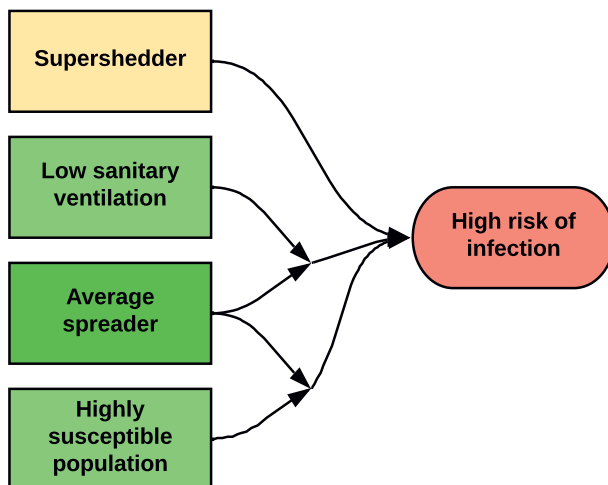 Supershedder
Low sanitary
ventilation
Average
spreader
Highly
susceptible
population
High risk of
infection